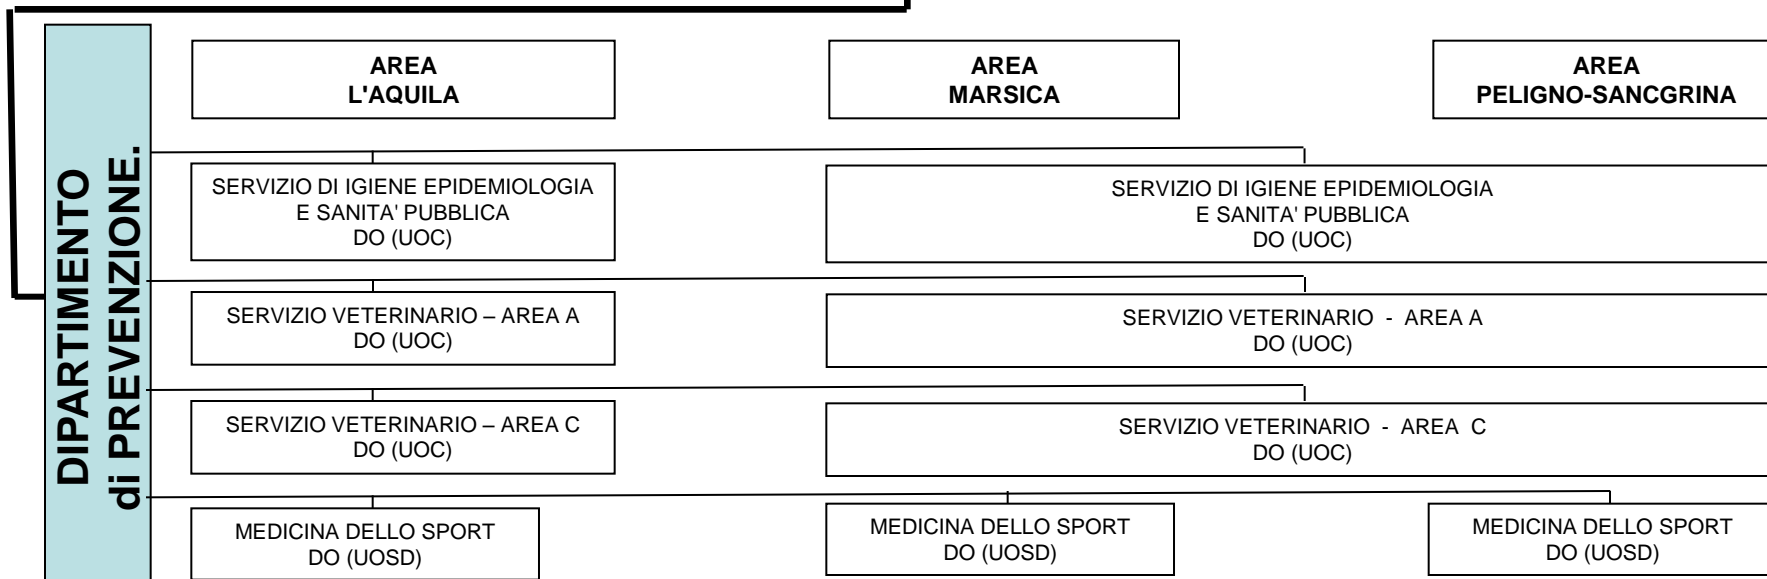 DIPARTIMENTO
di PREVENZIONE.
AREA
L'AQUILA
AREA
MARSICA
AREA
PELIGNO-SANCGRINA
SERVIZIO DI IGIENE EPIDEMIOLOGIA
E SANITA' PUBBLICA
DO (UOC)
SERVIZIO DI IGIENE EPIDEMIOLOGIA
E SANITA' PUBBLICA
DO (UOC)
SERVIZIO VETERINARIO – AREA A
DO (UOC)
SERVIZIO VETERINARIO - AREA A
DO (UOC)
SERVIZIO VETERINARIO – AREA C
DO (UOC)
SERVIZIO VETERINARIO - AREA C
DO (UOC)
MEDICINA DELLO SPORT
DO (UOSD)
MEDICINA DELLO SPORT
DO (UOSD)
MEDICINA DELLO SPORT
DO (UOSD)